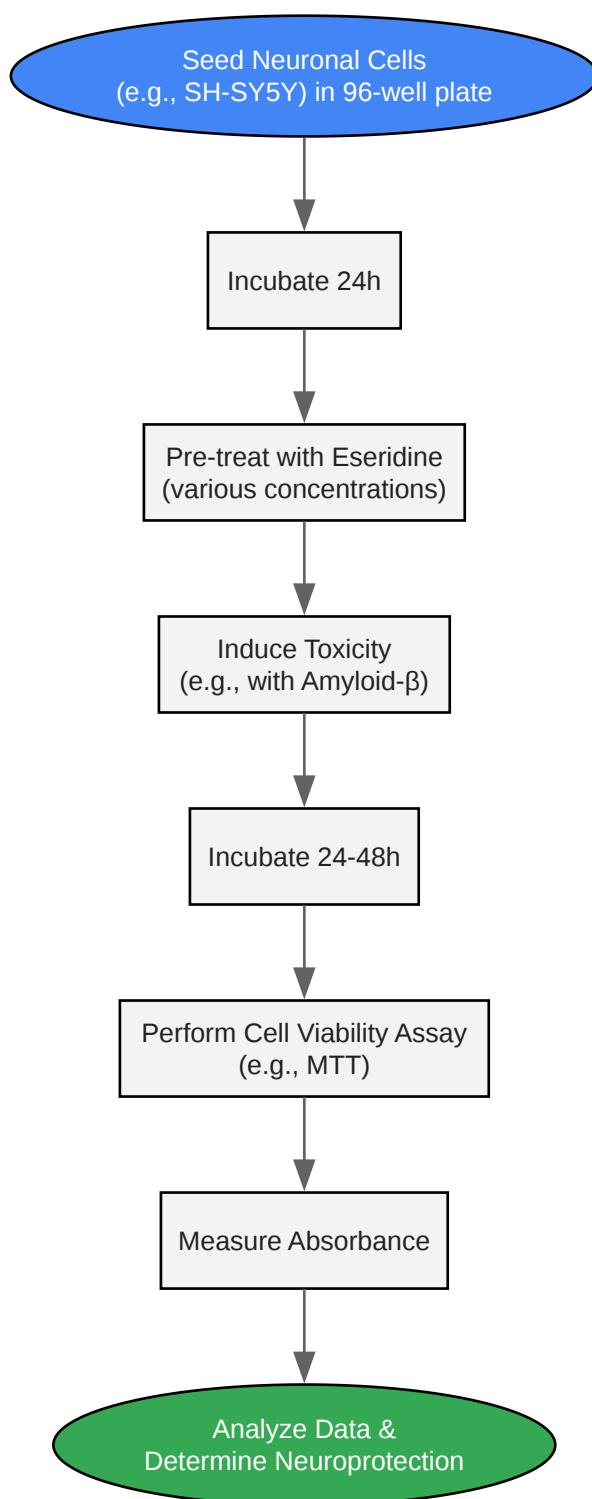 Seed Neuronal Cells
(e.g., SH-SY5Y) in 96-well plate
Incubate 24h
Pre-treat with Eseridine
(various concentrations)
Induce Toxicity
(e.g., with Amyloid-β)
Incubate 24-48h
Perform Cell Viability Assay
(e.g., MTT)
Measure Absorbance
Analyze Data &
Determine Neuroprotection